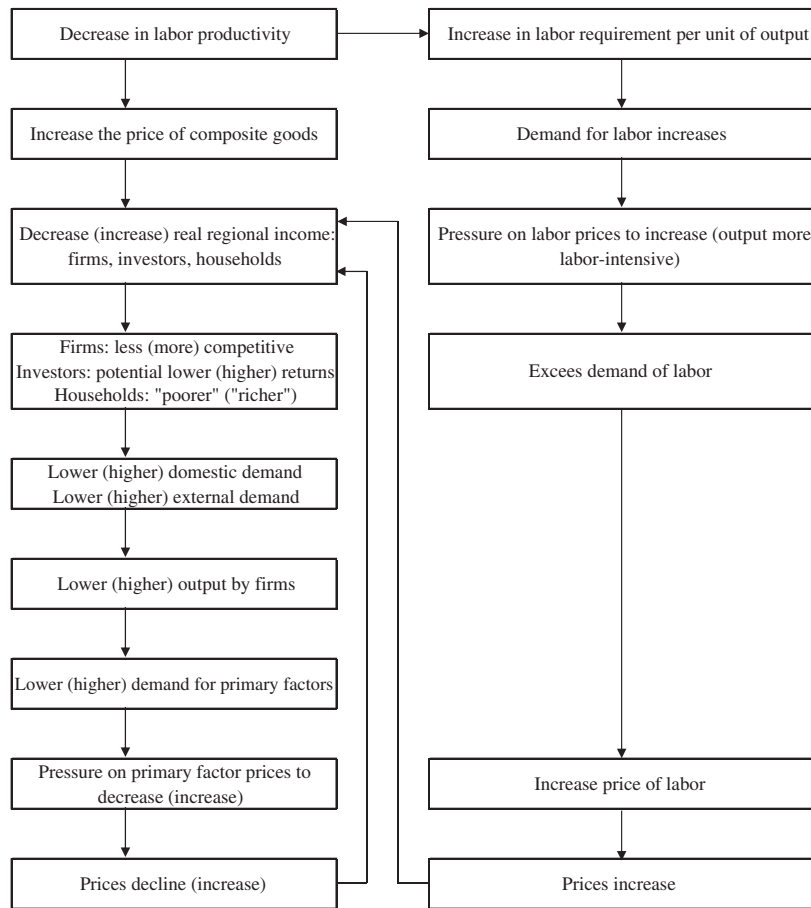 Decrease in labor productivity
Increase the price of composite goods
Decrease (increase) real regional income:
firms, investors, households
Firms: less (more) competitive
Investors: potential lower (higher) returns
Households: "poorer" ("richer")
Lower (higher) domestic demand
Lower (higher) external demand
Lower (higher) output by firms
Lower (higher) demand for primary factors
Pressure on primary factor prices to
decrease (increase)
Prices decline (increase)
Increase in labor requirement per unit of output
Demand for labor increases
Pressure on labor prices to increase (output more
labor-intensive)
Excees demand of labor
Increase price of labor
Prices increase